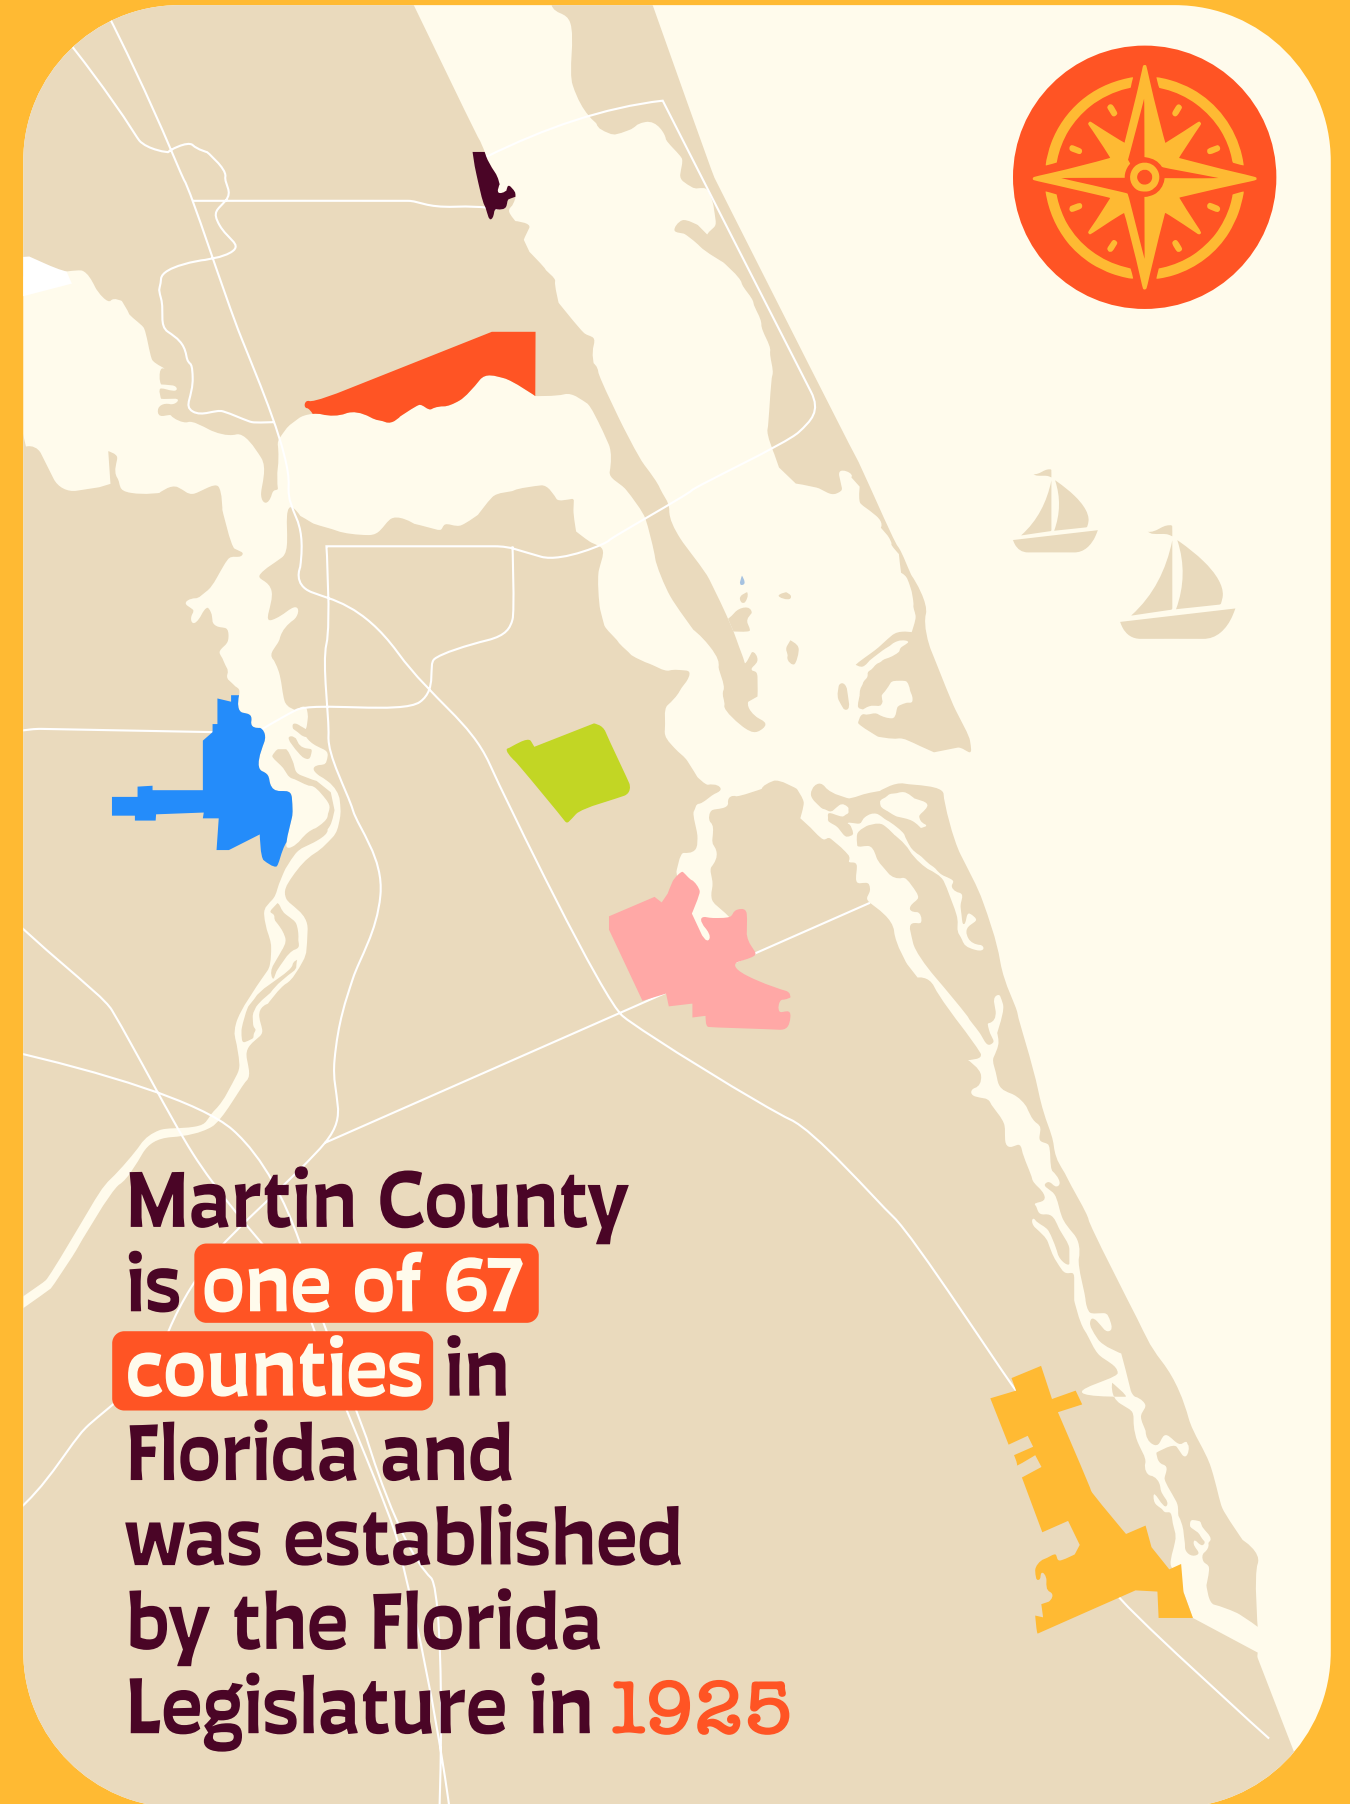 Martin County
is one of 67
counties in
Florida and
was established
by the Florida
Legislature in 1925